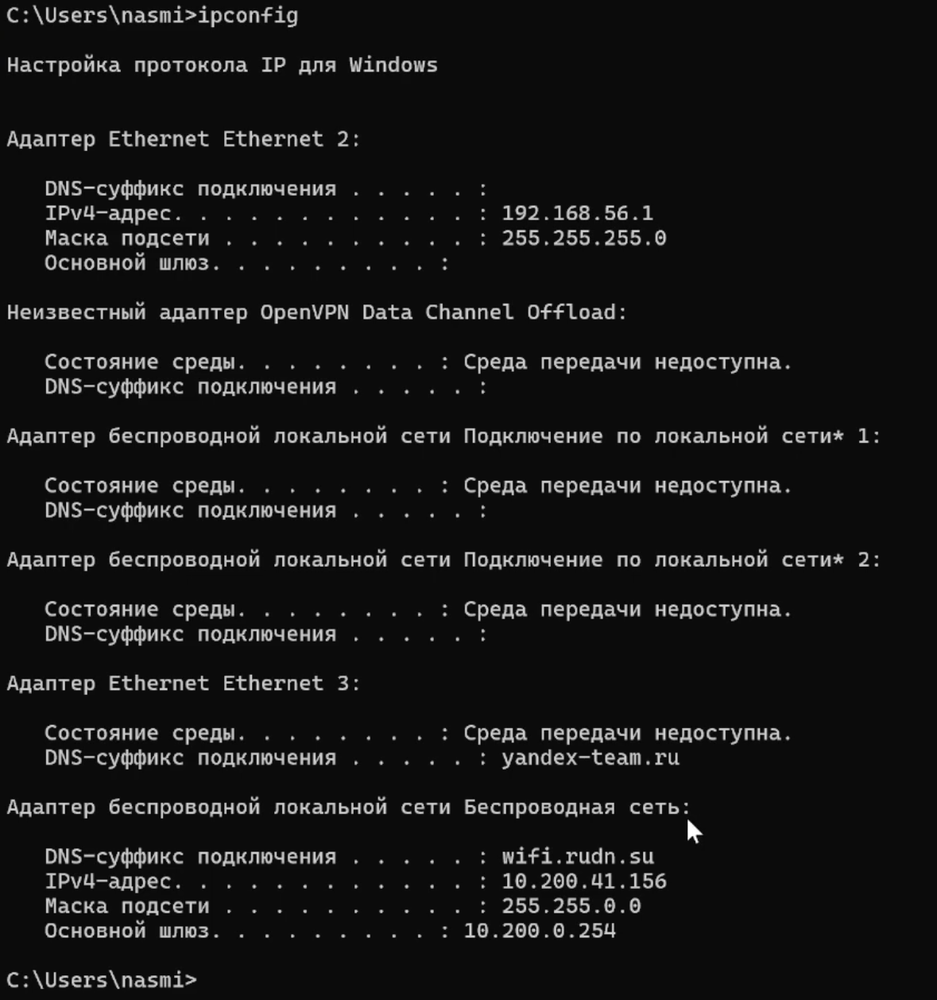 C:\Users\nasmi>ipconfig
Настройка протокола IP для Windows
Адаптер Ethernet Ethernet 2:
DNS-суффикс подключения . . . . . :
IPv4-адрес. . . . . . . . . . . . : 192.168.56.1
Маска подсети . . . . . . . . . . : 255.255.255.0
Основной шлюз. . . . . . . . . :
Неизвестный адаптер OpenVPN Data Channel Offload:
Состояние среды. . . . . . . . : Среда передачи недоступна.
DNS-суффикс подключения . . . . . :
Адаптер беспроводной локальной сети Подключение по локальной сети* 1:
Состояние среды. . . . . . . . : Среда передачи недоступна.
DNS-суффикс подключения . . . . . :
Адаптер беспроводной локальной сети Подключение по локальной сети* 2:
Состояние среды. . . . . . . . : Среда передачи недоступна.
DNS-суффикс подключения . . . . . :
Адаптер Ethernet Ethernet 3:
Состояние среды. . . . . . . . : Среда передачи недоступна.
DNS-суффикс подключения . . . . . : yandex-team.ru
Адаптер беспроводной локальной сети Беспроводная сеть:
DNS-суффикс подключения . . . . . : wifi.rudn.su
IPv4-адрес. . . . . . . . . . . . : 10.200.41.156
Маска подсети . . . . . . . . . . : 255.255.0.0
Основной шлюз. . . . . . . . . : 10.200.0.254
C:\Users\nasmi>